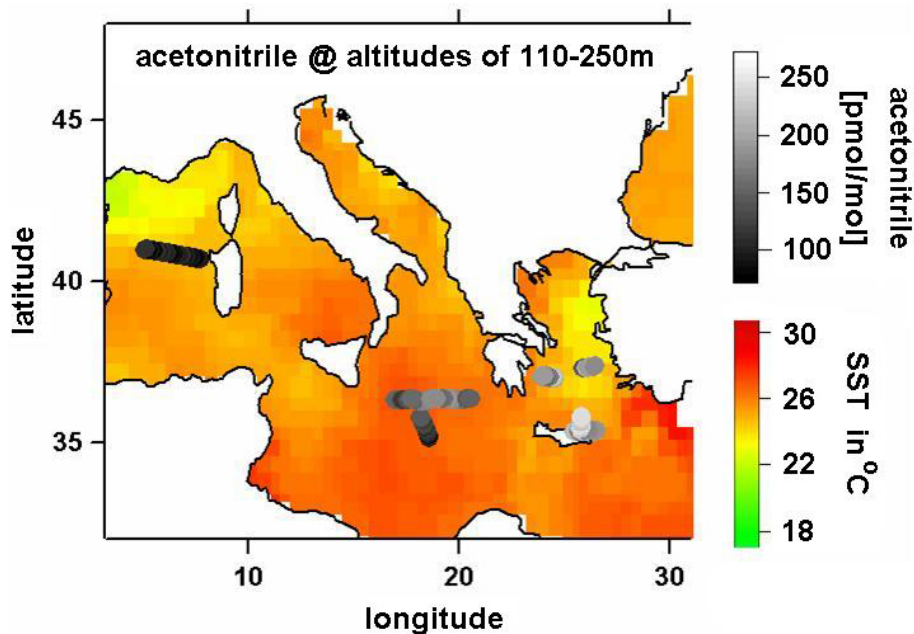 acetonitrile @ altitudes of 110-250m
45
40
35
latitude
10
20
30
longitude
250
200
150
100
acetonitrile
[pmol/mol]
30
26
22
18
SST in °C